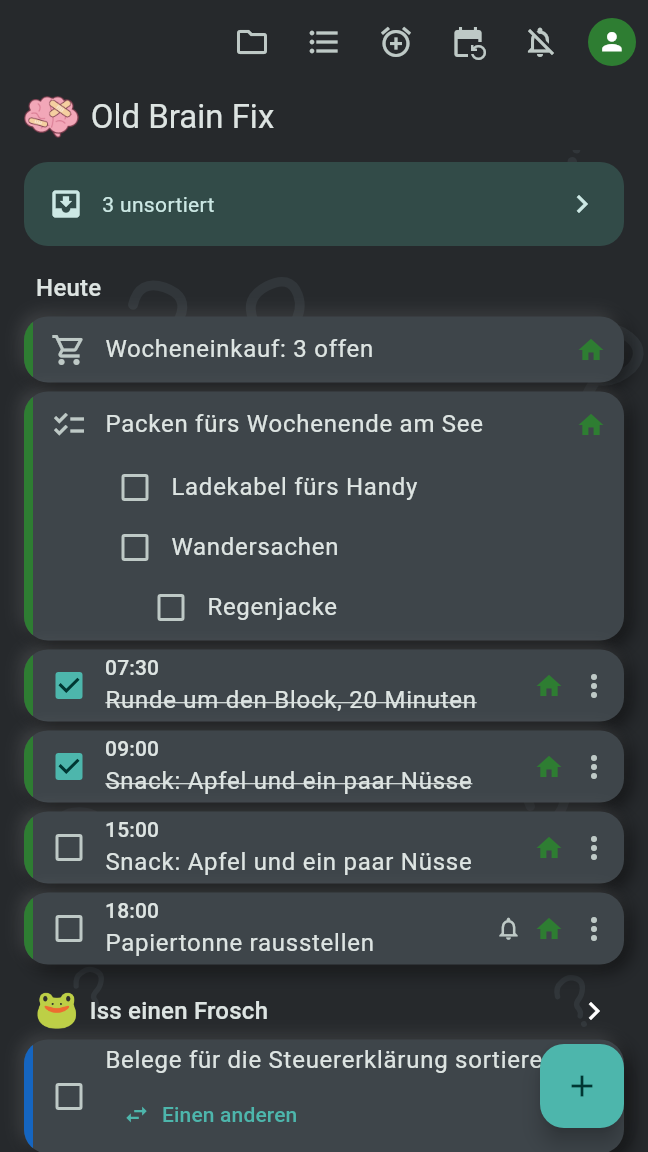 Old Brain Fix
3 unsortiert
Heute
Wocheneinkauf: 3 offen
Packen fürs Wochenende am See
Ladekabel fürs Handy
Wandersachen
Regenjacke
07:30
Runde um den Block, 20 Minuten
09:00
Snack: Apfel und ein paar Nüsse
15:00
Snack: Apfel und ein paar Nüsse
18:00
Papiertonne rausstellen
Iss einen Frosch
Belege für die Steuererklärung sortiere
Einen anderen